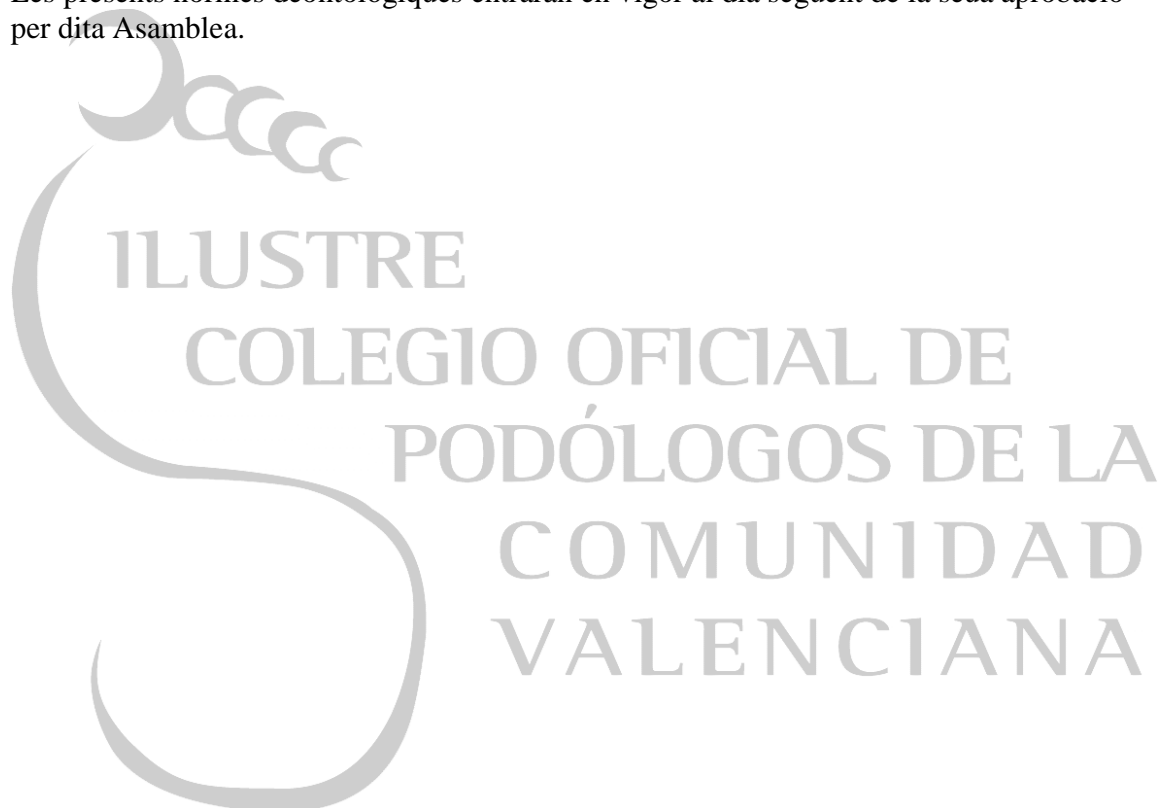 Les presents normes deontològiques entraran en vigor al dia següent de la seua aprobació
per dita Asamblea.
ILUSTRE
COLEGIO OFICIAL DE
PODÓLOGOS DE LA
COMUNIDAD
VALENCIANA